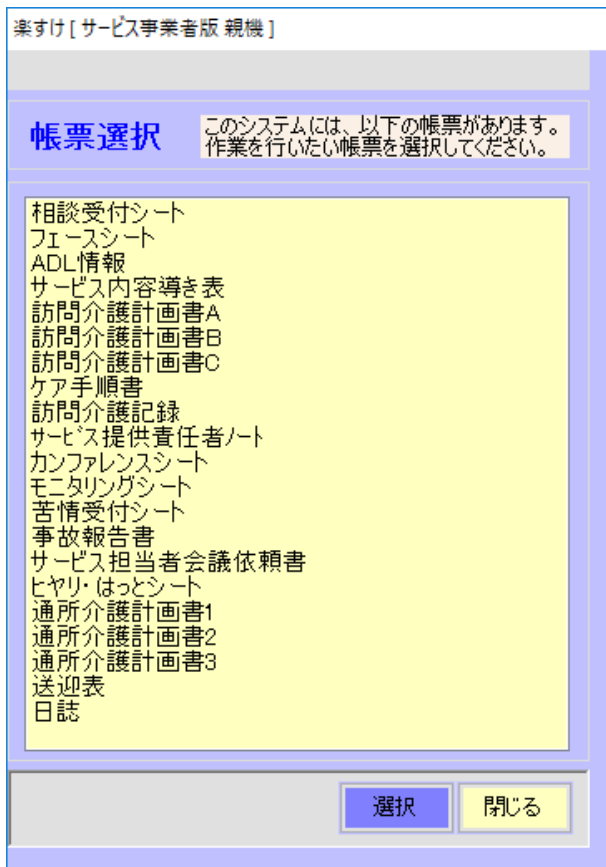 楽すけ [ サービス事業者版 親機 ]
帳票選択
このシステムには、以下の帳票があります。
作業を行いたい帳票を選択してください。
相談受付シート
フェースシート
ADL情報
サービス内容導き表
訪問介護計画書A
訪問介護計画書B
訪問介護計画書C
ケア手順書
訪問介護記録
サービス提供責任者ノート
カンファレンスシート
モニタリングシート
苦情受付シート
事故報告書
サービス担当者会議依頼書
ヒヤリ・はっとシート
通所介護計画書1
通所介護計画書2
通所介護計画書3
送迎表
日誌
選択
閉じる